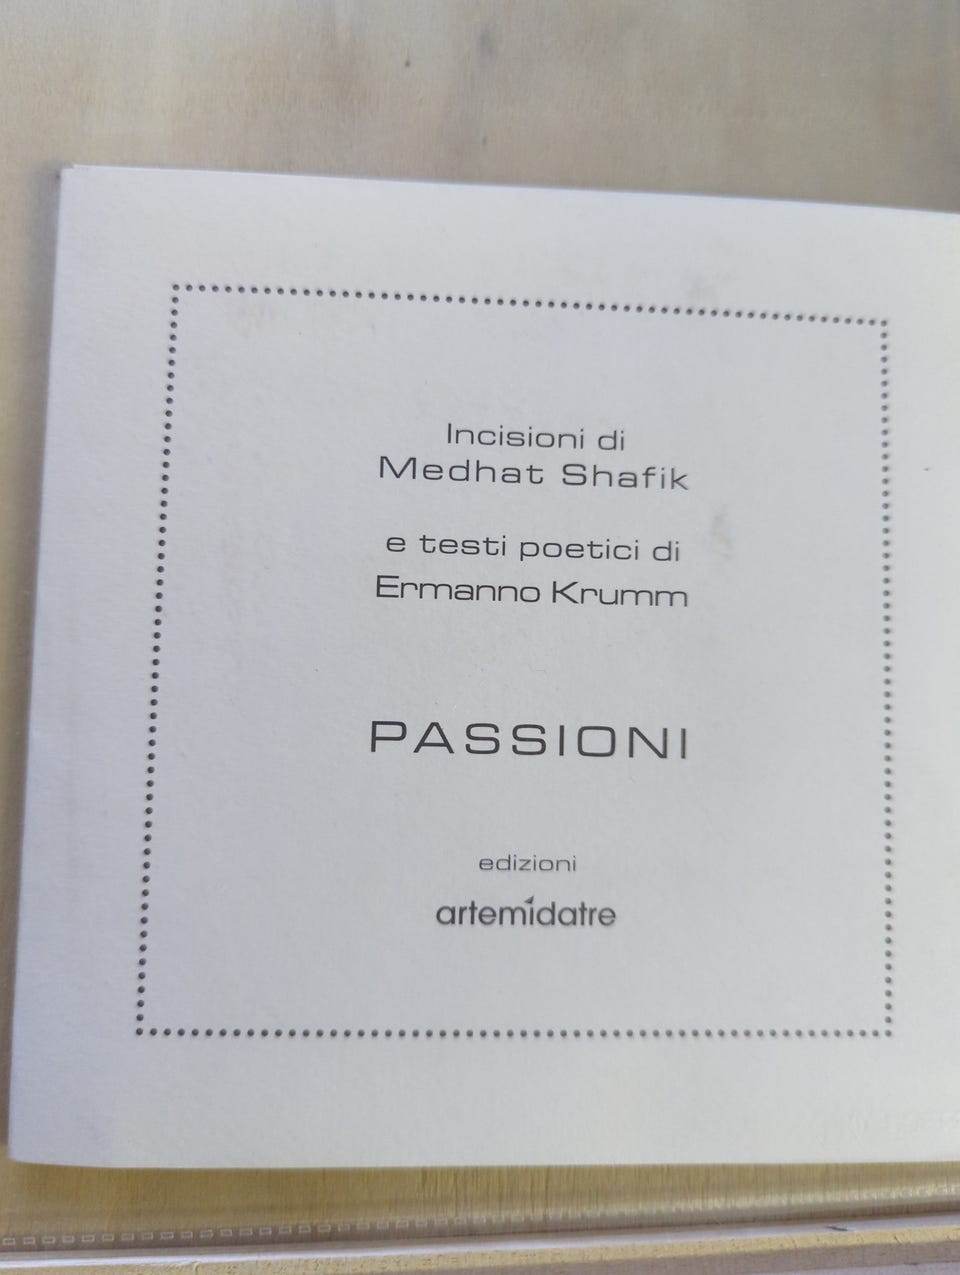 Incisioni di
Medhat Shafik
e testi poetici di
Ermanno Krumm
PASSIONI
edizioni
artemidatre